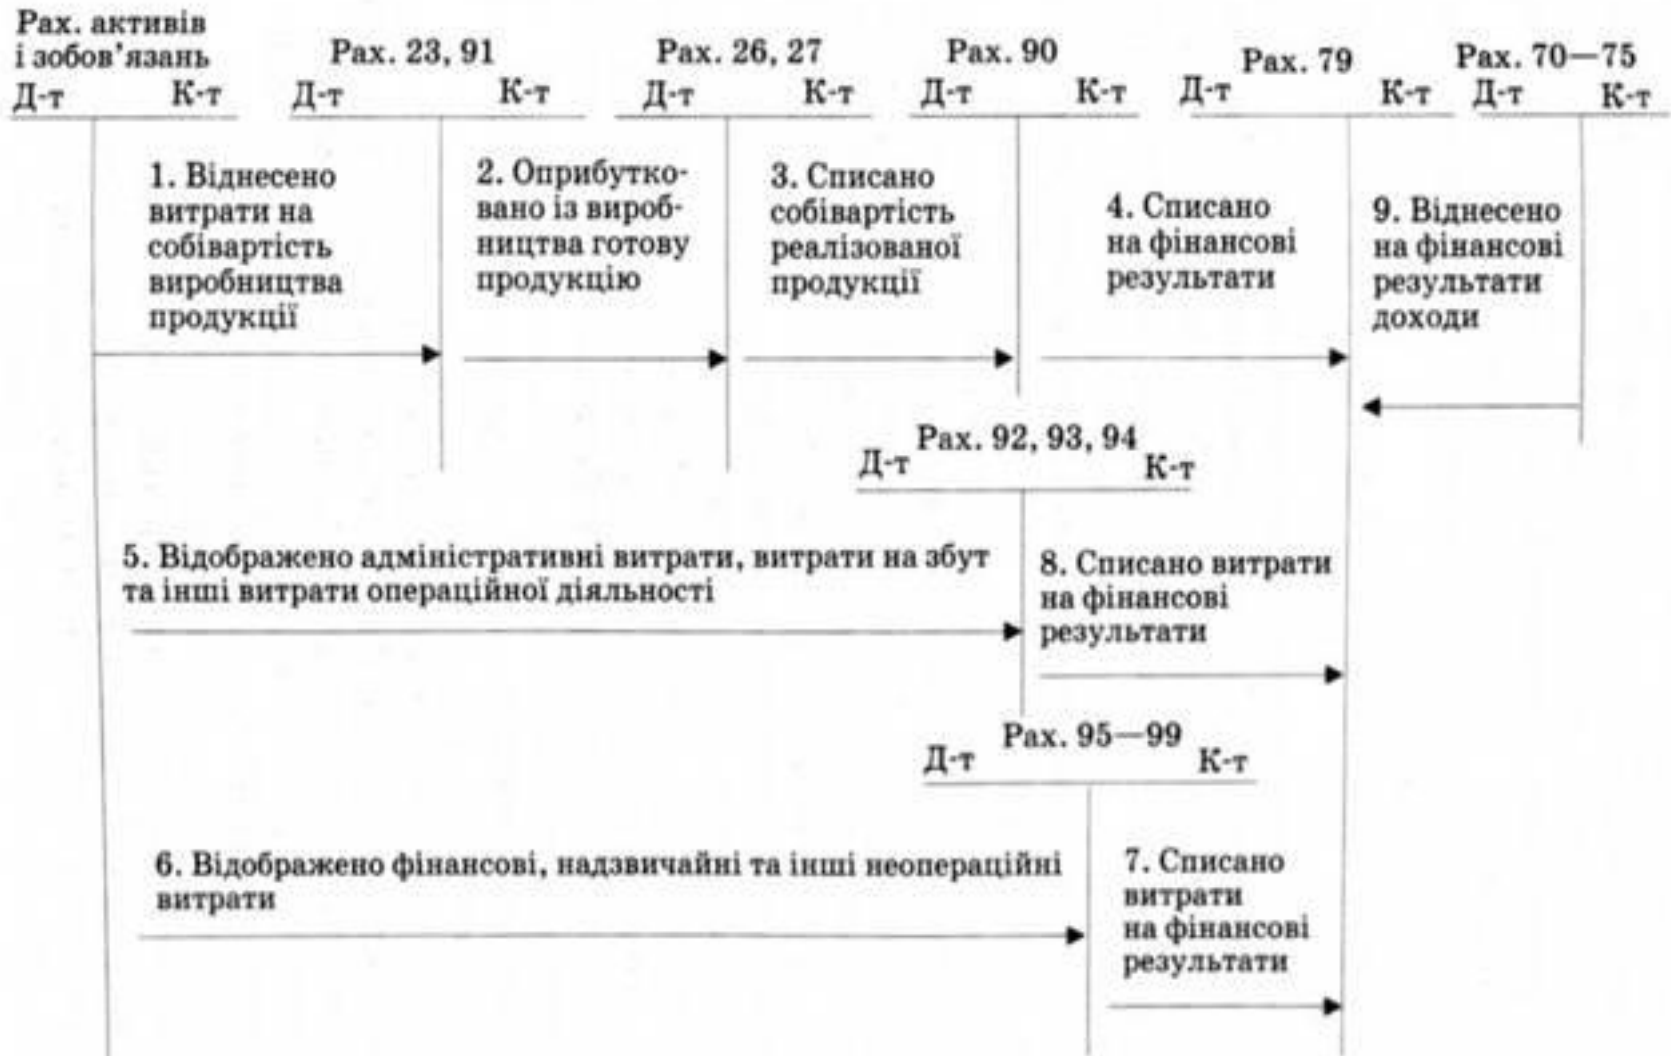 Рах. активів
і зобов’язань
Д-т К-т
Рах. 23, 91
Д-т К-т
Рах. 26, 27
Д-т К-т
Рах. 90
Д-т К-т
Рах. 79
Д-т К-т
Рах. 70—75
Д-т К-т
1. Віднесено
витрати на
собівартість
виробництва
продукції
2. Оприбутко-
вано із вироб-
ництва готову
продукцію
3. Списано
собівартість
реалізованої
продукції
4. Списано
на фінансові
результати
9. Віднесено
на фінансові
результати
доходи
Рах. 92, 93, 94
Д-т К-т
5. Відображено адміністративні витрати, витрати на збут
та інші витрати операційної діяльності
8. Списано витрати
на фінансові
результати
Рах. 95—99
Д-т К-т
6. Відображено фінансові, надзвичайні та інші неопераційні
витрати
7. Списано
витрати
на фінансові
результати